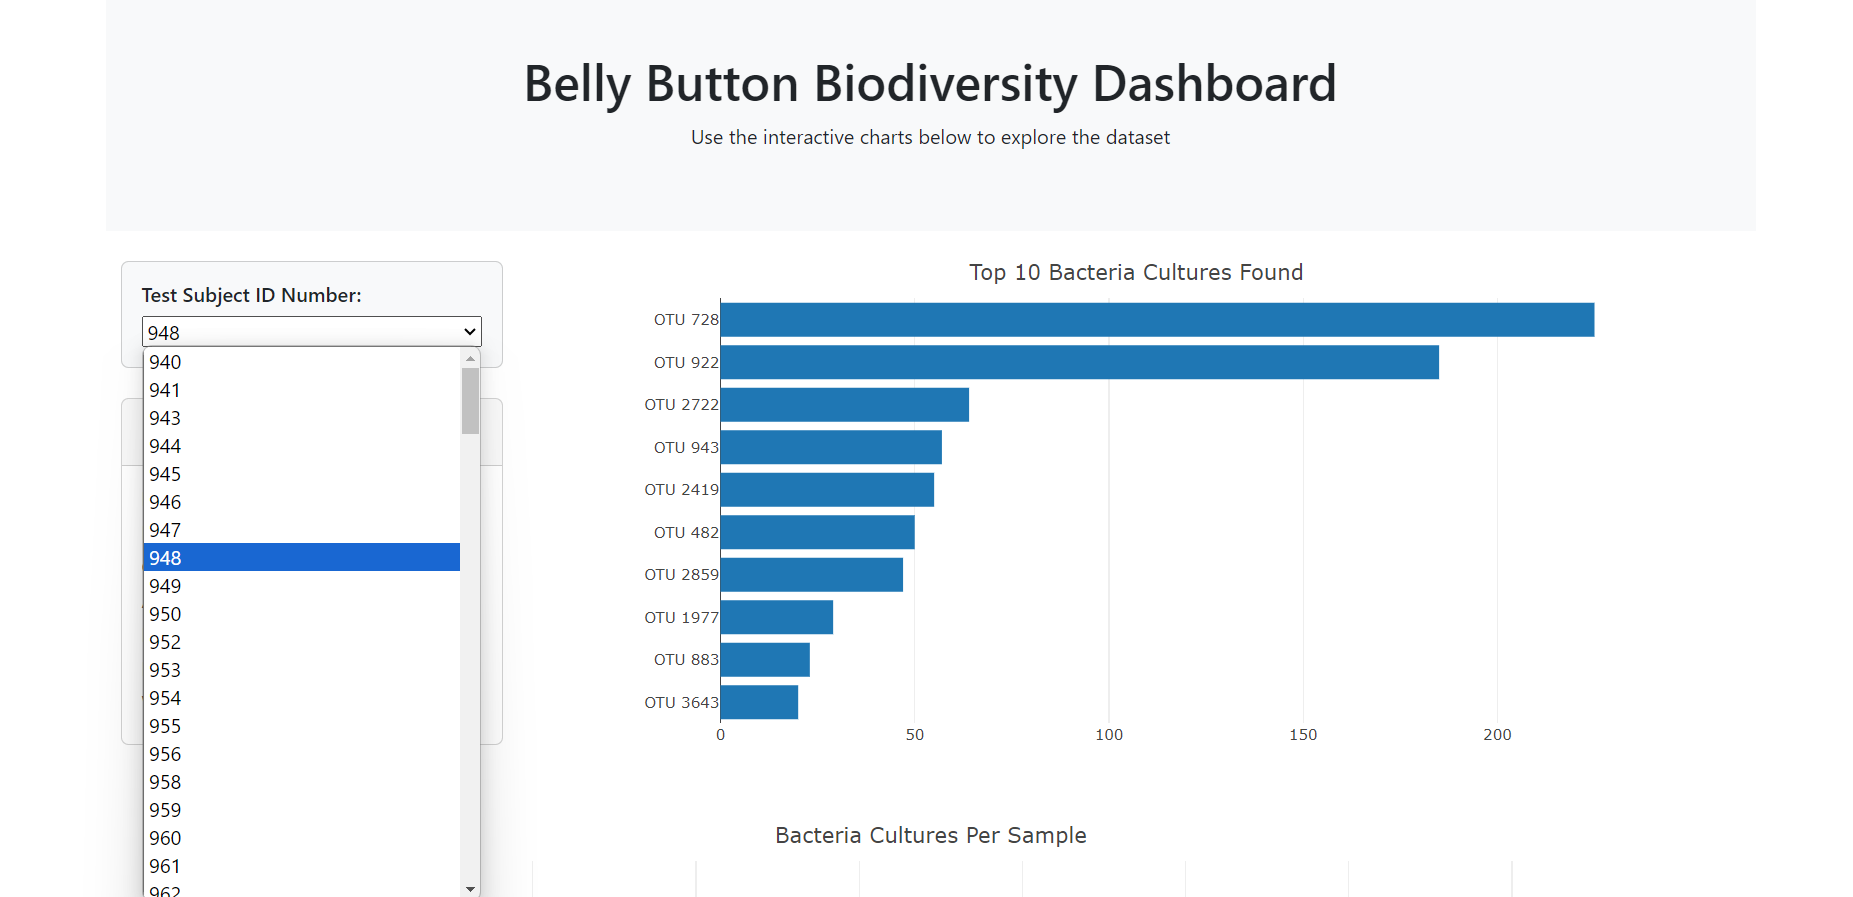 Belly Button Biodiversity Dashboard
Use the interactive charts below to explore the dataset
Test Subject ID Number:
948
940
941
943
944
945
946
947
948
949
950
952
953
954
955
956
958
959
960
961
962
Top 10 Bacteria Cultures Found
OTU 728
OTU 922
OTU 2722
OTU 943
OTU 2419
OTU 482
OTU 2859
OTU 1977
OTU 883
OTU 3643
0 50 100 150 200
Bacteria Cultures Per Sample